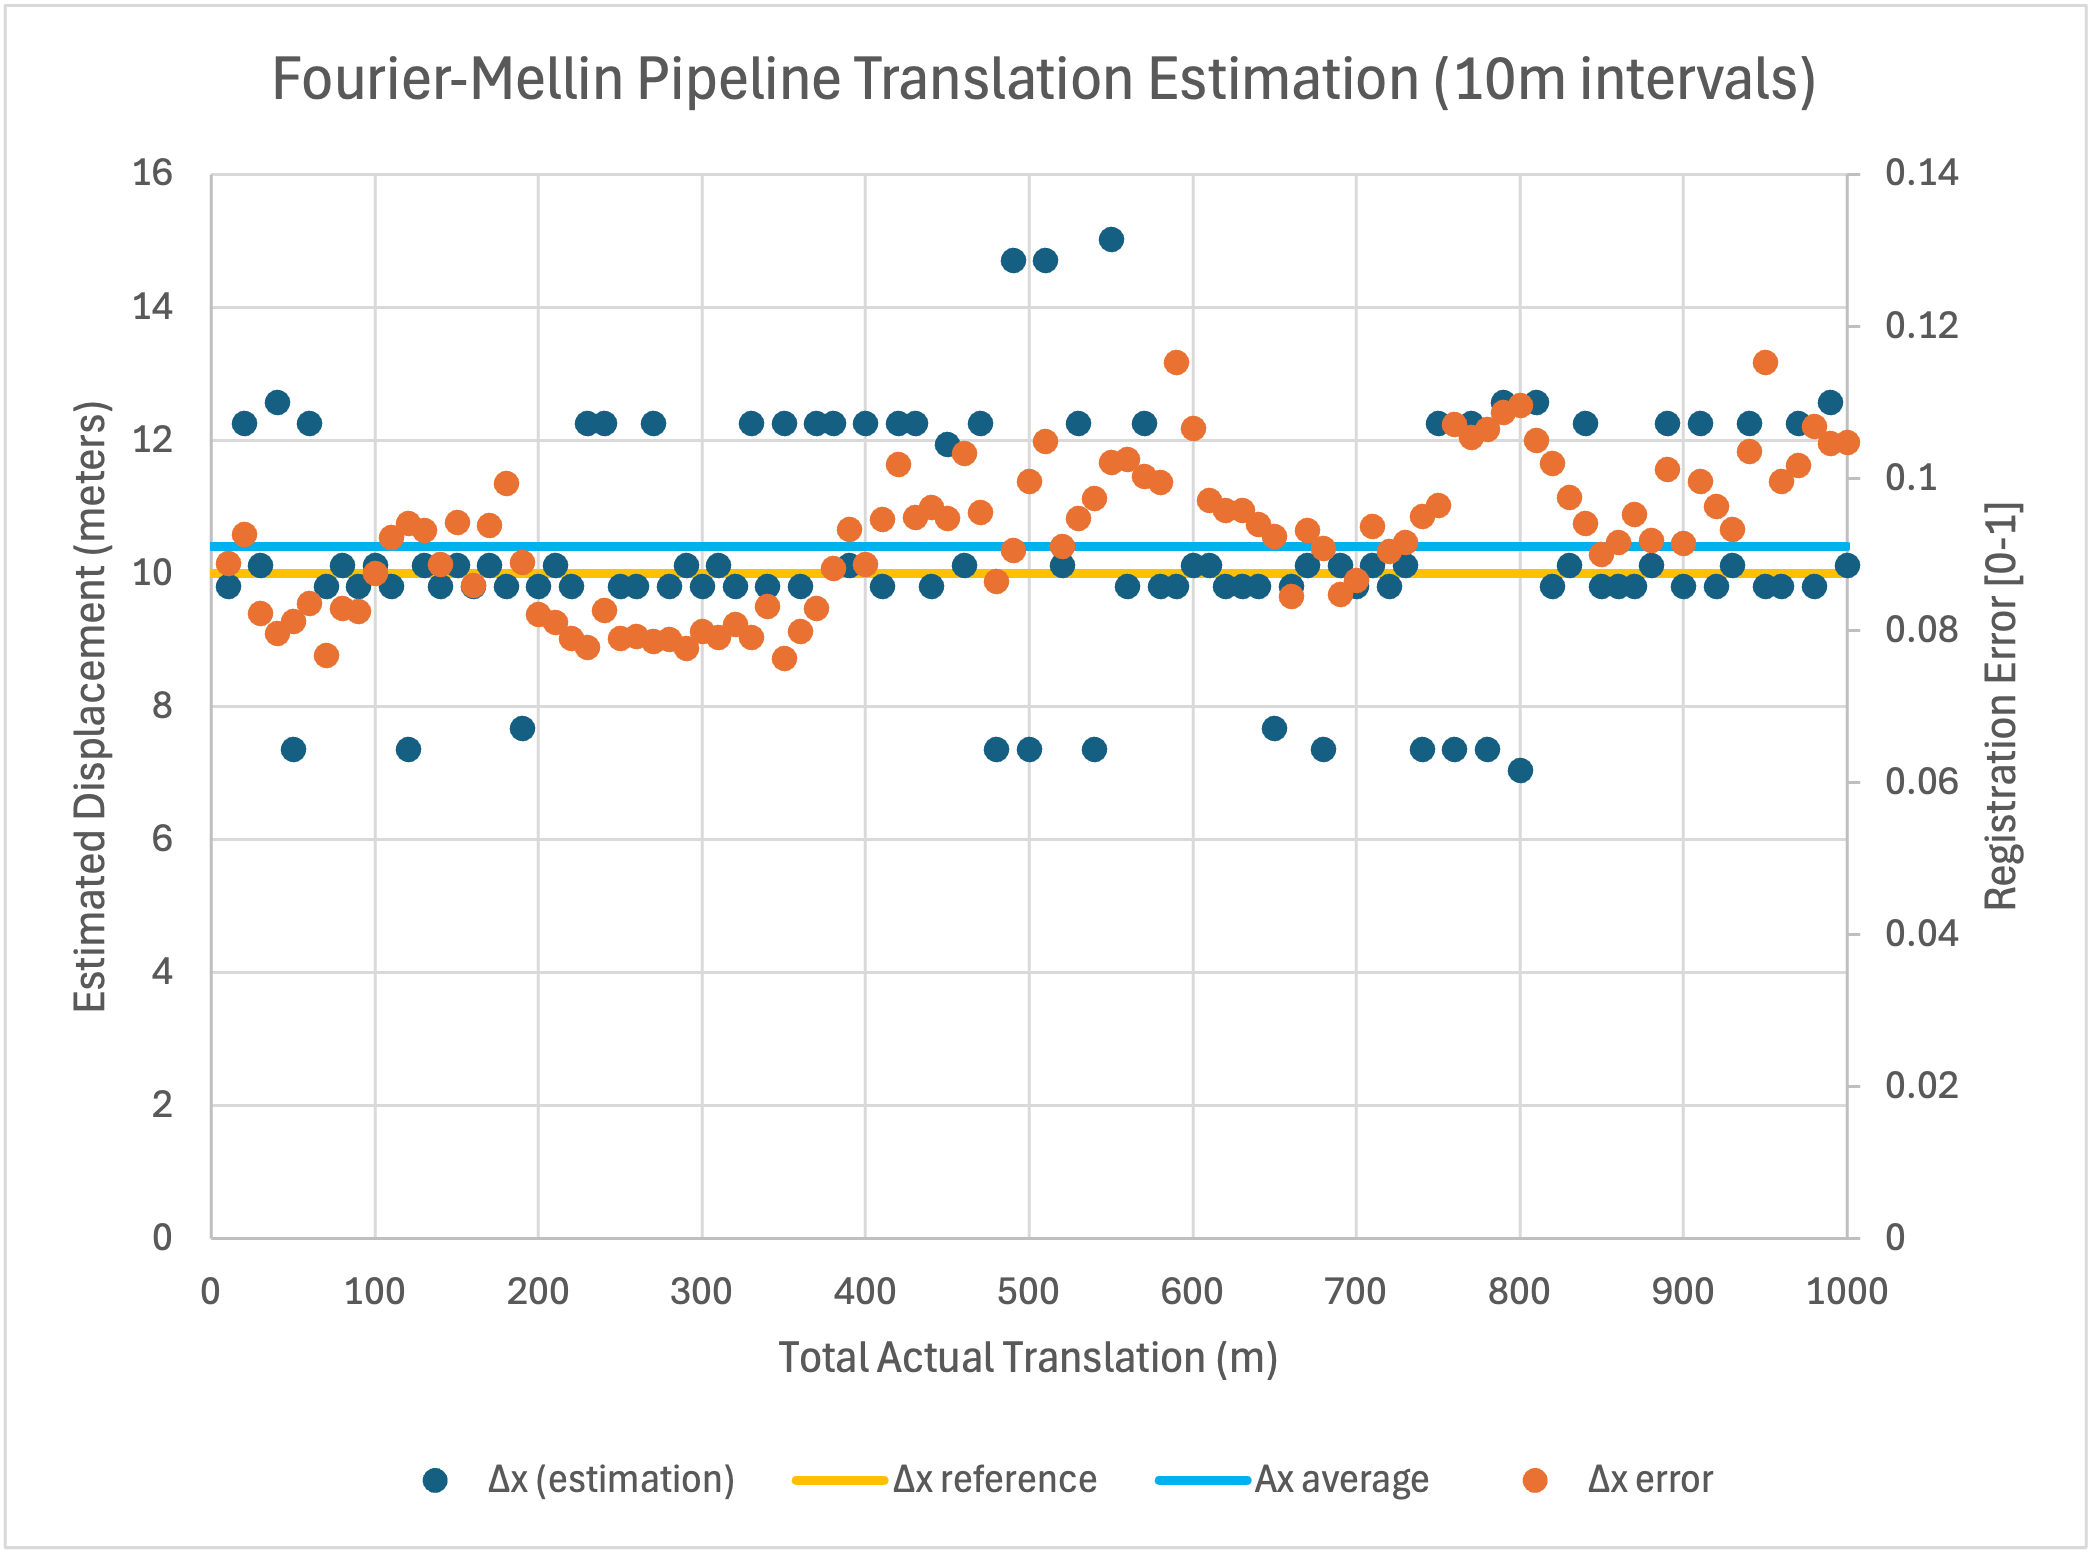 Fourier-Mellin Pipeline Translation Estimation (10m intervals)
16
14
12
10
8
6
4
2
0
Estimated Displacement (meters)
0.14
0.12
0.1
0.08
0.06
0.04
0.02
0
Registration Error [0-1]
0 100 200 300 400 500 600 700 800 900 1000
Total Actual Translation (m)
Δx (estimation) Δx reference Ax average Δx error